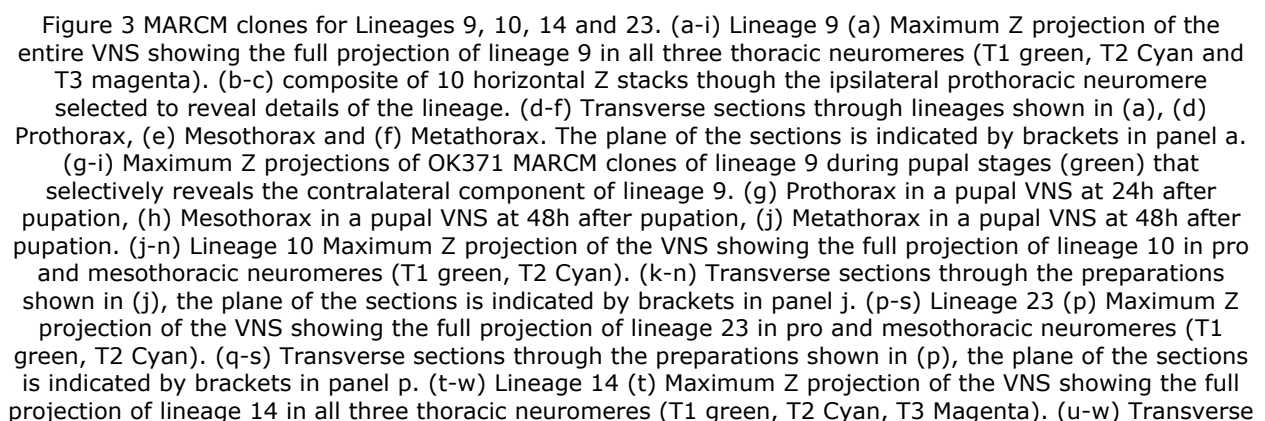 Figure 3 MARCM clones for Lineages 9, 10, 14 and 23. (a-i) Lineage 9 (a) Maximum Z projection of the
entire VNS showing the full projection of lineage 9 in all three thoracic neuromeres (T1 green, T2 Cyan and
T3 magenta). (b-c) composite of 10 horizontal Z stacks though the ipsilateral prothoracic neuromere
selected to reveal details of the lineage. (d-f) Transverse sections through lineages shown in (a), (d)
Prothorax, (e) Mesothorax and (f) Metathorax. The plane of the sections is indicated by brackets in panel a.
(g-i) Maximum Z projections of OK371 MARCM clones of lineage 9 during pupal stages (green) that
selectively reveals the contralateral component of lineage 9. (g) Prothorax in a pupal VNS at 24h after
pupation, (h) Mesothorax in a pupal VNS at 48h after pupation, (j) Metathorax in a pupal VNS at 48h after
pupation. (j-n) Lineage 10 Maximum Z projection of the VNS showing the full projection of lineage 10 in pro
and mesothoracic neuromeres (T1 green, T2 Cyan). (k-n) Transverse sections through the preparations
shown in (j), the plane of the sections is indicated by brackets in panel j. (p-s) Lineage 23 (p) Maximum Z
projection of the VNS showing the full projection of lineage 23 in pro and mesothoracic neuromeres (T1
green, T2 Cyan). (q-s) Transverse sections through the preparations shown in (p), the plane of the sections
is indicated by brackets in panel p. (t-w) Lineage 14 (t) Maximum Z projection of the VNS showing the full
projection of lineage 14 in all three thoracic neuromeres (T1 green, T2 Cyan, T3 Magenta). (u-w) Transverse